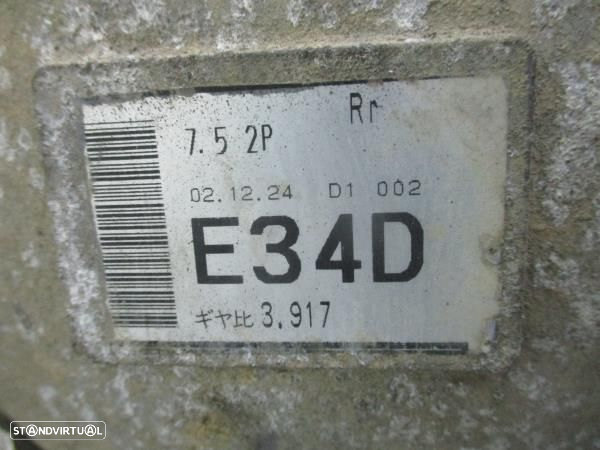 Rr
7.5 2P
02.12.24 D1 002
E34D
ギヤ比 3.917
STANDVIRTUAL